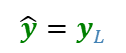 ŷ = y_L